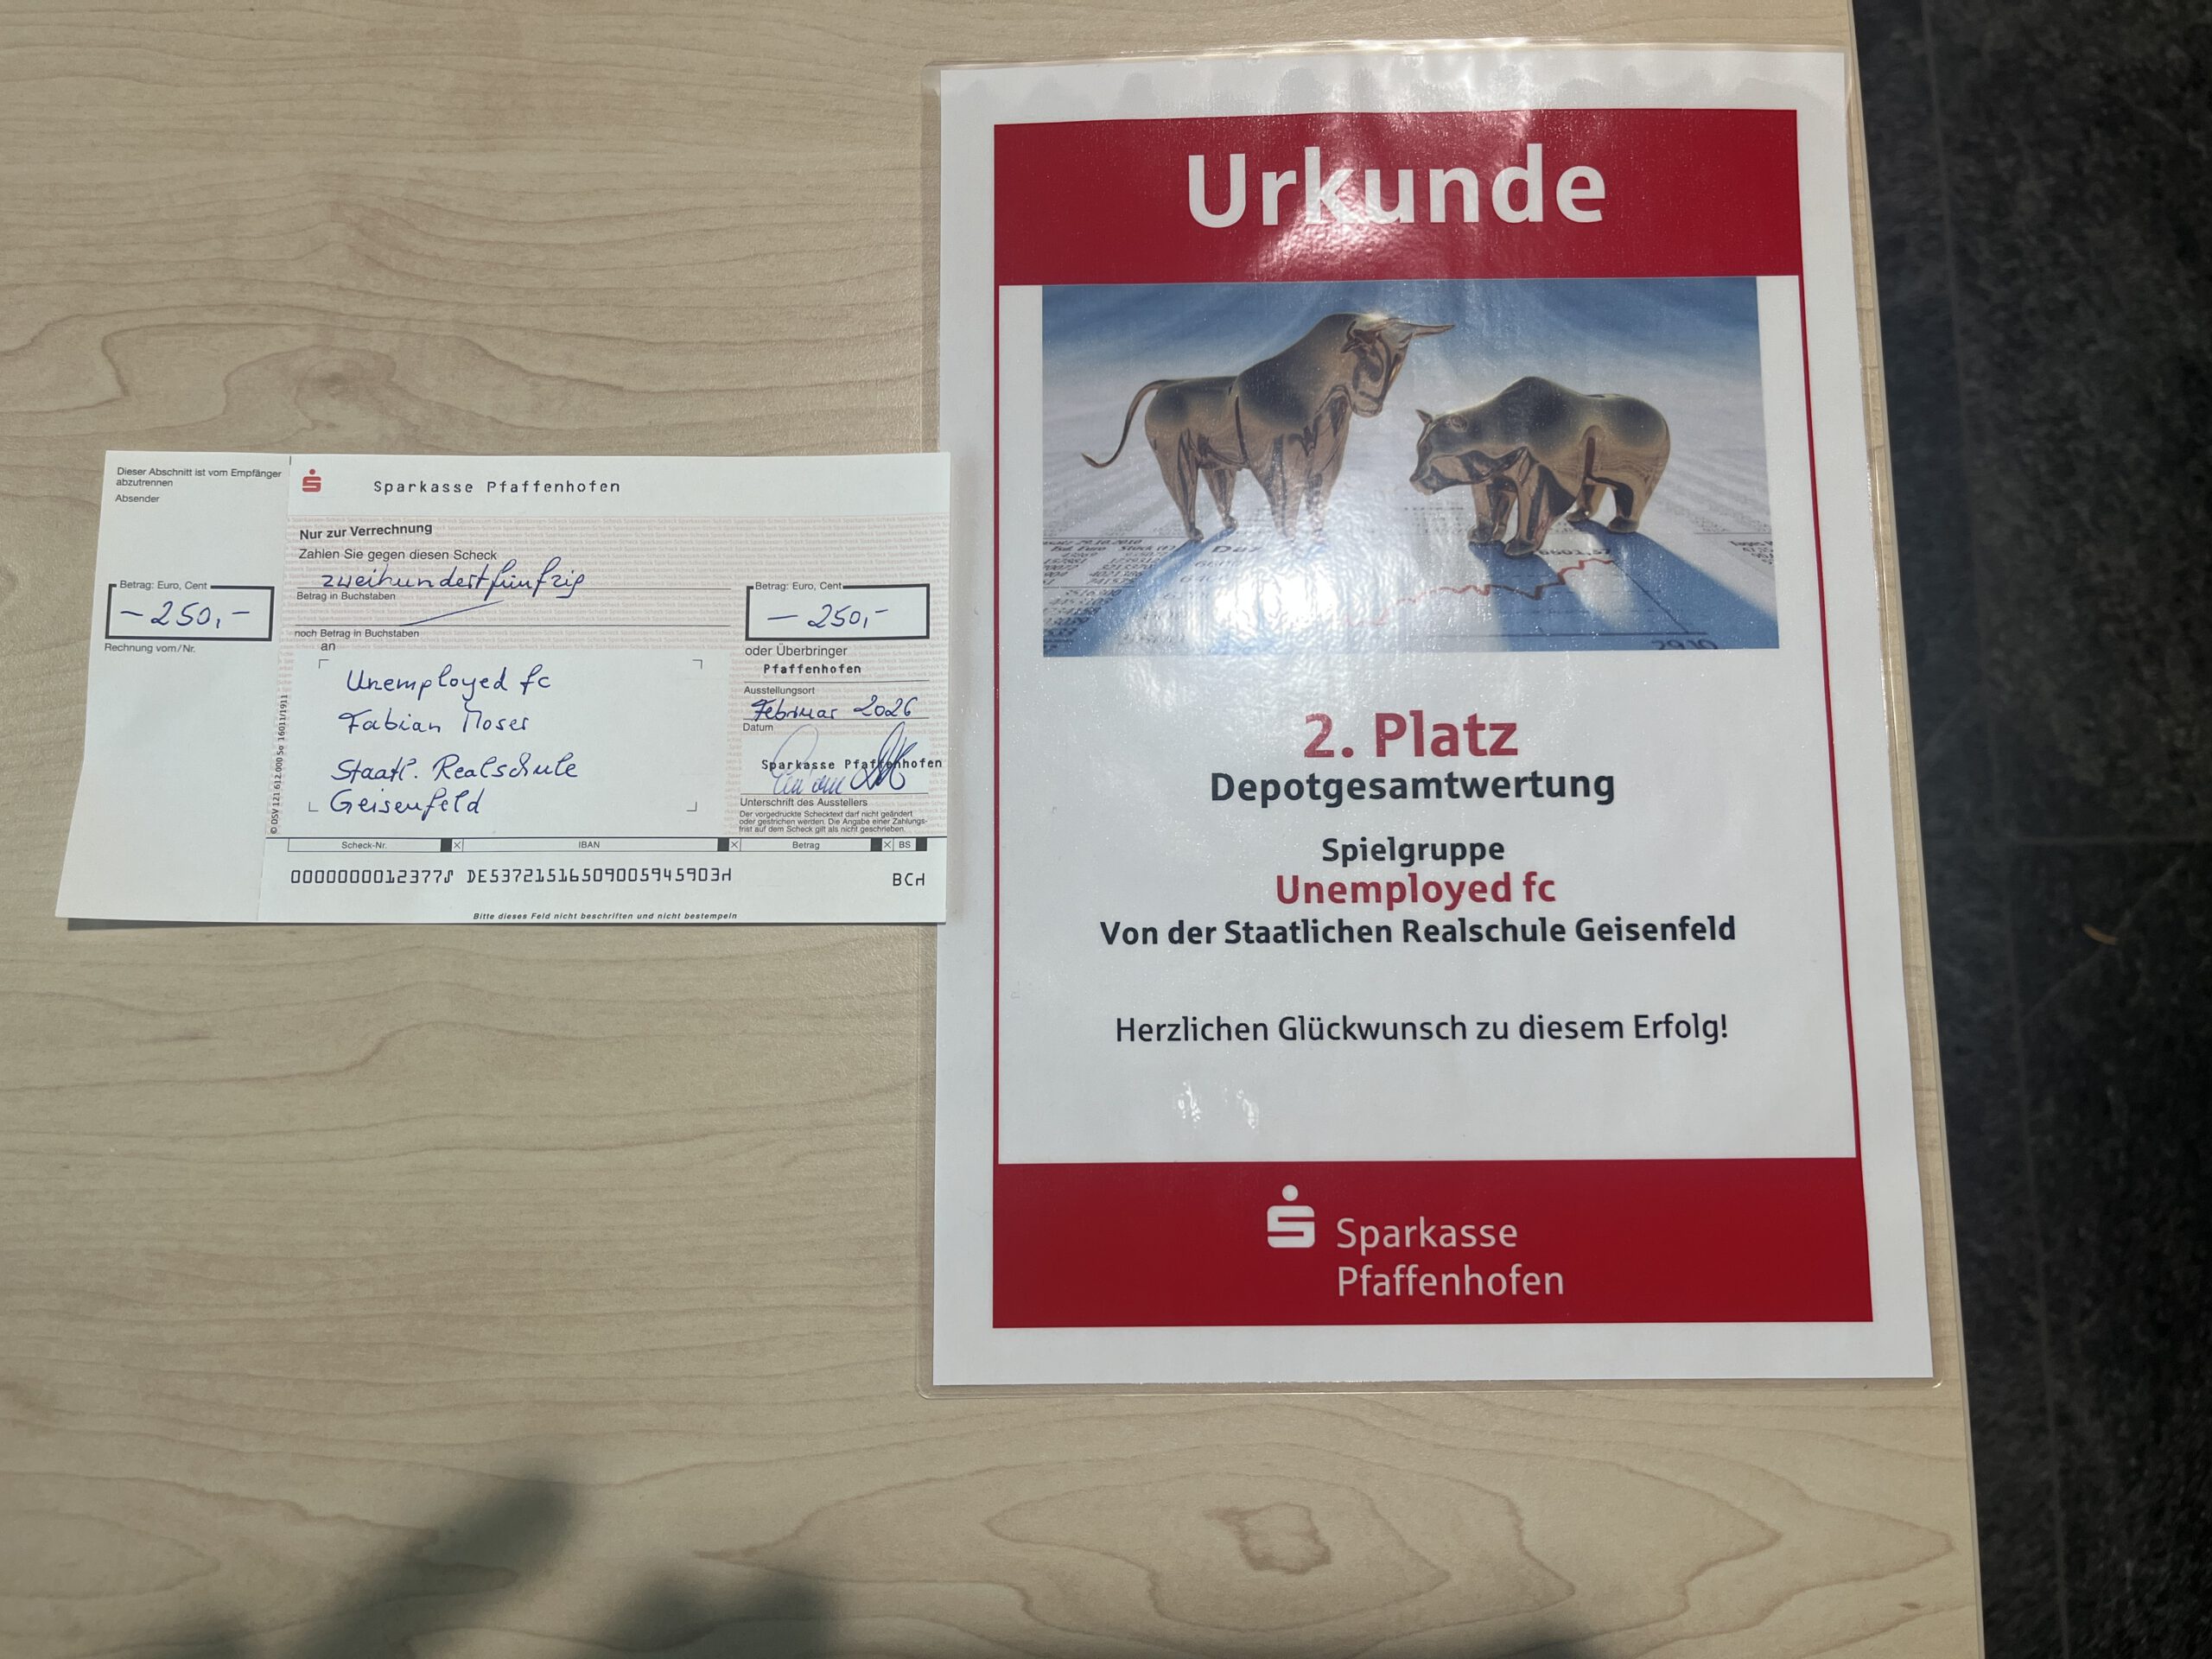 Dieser Abschnitt ist vom Empfänger
abzutrennen
Absender
Betrag: Euro, Cent
- 250,-
Rechnung vom/Nr.
Sparkasse Pfaffenhofen
Nur zur Verrechnung
Zahlen Sie gegen diesen Scheck
zweihundertfünfzig
Betrag in Buchstaben
noch Betrag in Buchstaben
an
Unemployed fc
Fabian Moser
Staatl. Realschule
Geisenfeld
Betrag: Euro, Cent
- 250,-
oder Überbringer
Pfaffenhofen
Ausstellungsort
Februar 2026
Datum
Sparkasse Pfaffenhofen
Unterschrift des Ausstellers
Der vorgedruckte Schecktext darf nicht geändert
oder gestrichen werden. Die Angabe einer Zahlungs-
frist auf dem Scheck gilt als nicht geschrieben.
Scheck-Nr. IBAN Betrag BS
0000000012377 DE53721516509005945903
Bitte dieses Feld nicht beschriften und nicht bestempeln
Urkunde
2. Platz
Depotgesamtwertung
Spielgruppe
Unemployed fc
Von der Staatlichen Realschule Geisenfeld
Herzlichen Glückwunsch zu diesem Erfolg!
Sparkasse
Pfaffenhofen